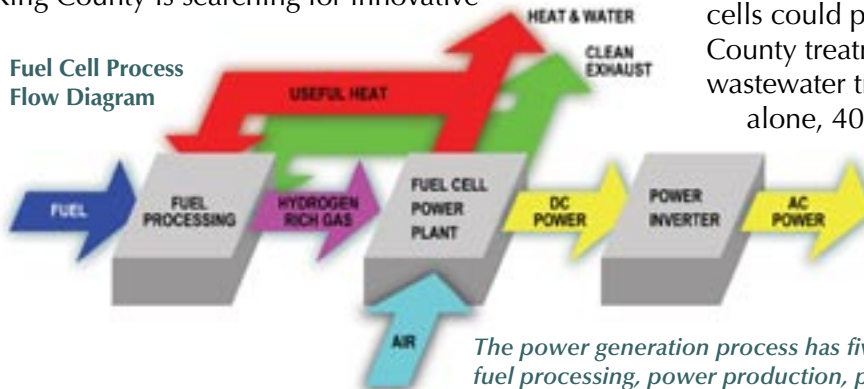 King County is searching for innovative
Fuel Cell Process
Flow Diagram
HEAT & WATER
CLEAN
EXHAUST
USEFUL HEAT
FUEL
FUEL
PROCESSING
HYDROGEN
RICH GAS
FUEL CELL
POWER
PLANT
DC
POWER
POWER
INVERTER
AC
POWER
AIR
cells could
County
wastewater
alone, 40
The power generation process has
fuel processing, power production,